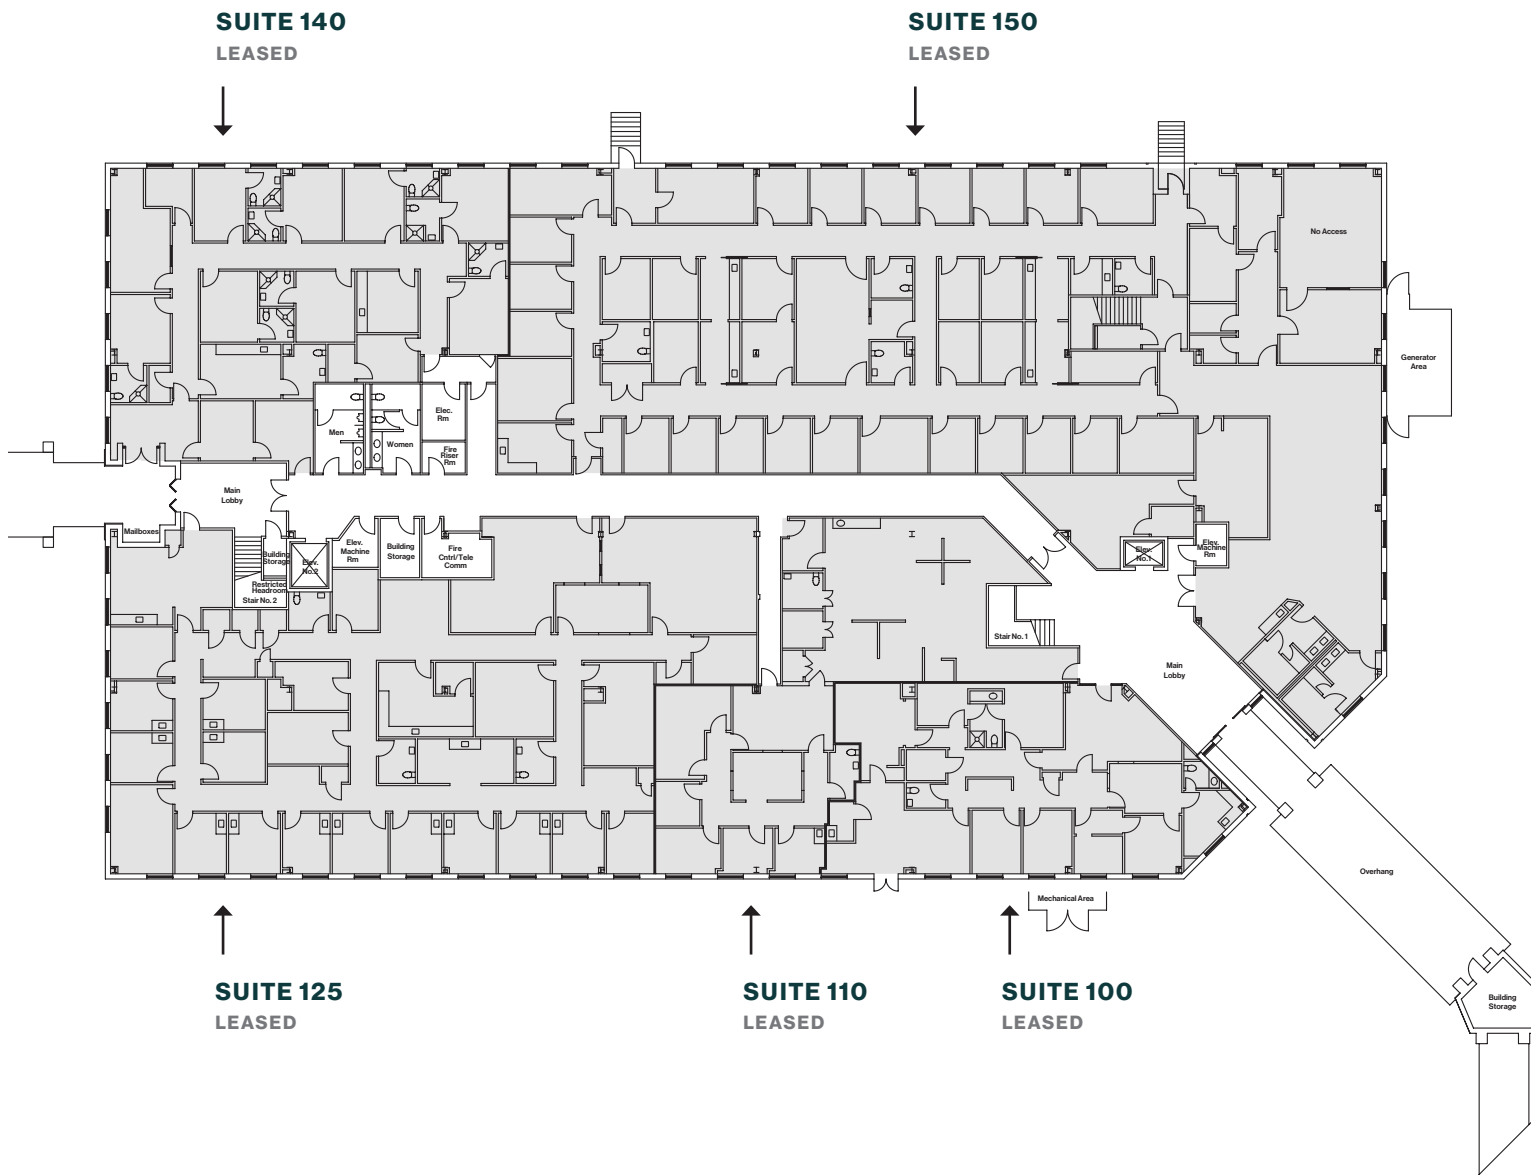 SUITE 140
LEASED
SUITE 150
LEASED
No Access
Generator
Area
Men
Women
Elec.
Rm
Fire
Riser
Rm
Main
Lobby
Mailboxes
Building
Storage
Elev.
No.2
Restricted
Headroom
Stair No. 2
Elev.
Machine
Rm
Building
Storage
Fire
Cntrl/Tele
Comm
Elev.
No.1
Elev.
Machine
Rm
Stair No. 1
Main
Lobby
Overhang
Mechanical Area
Building
Storage
SUITE 125
LEASED
SUITE 110
LEASED
SUITE 100
LEASED